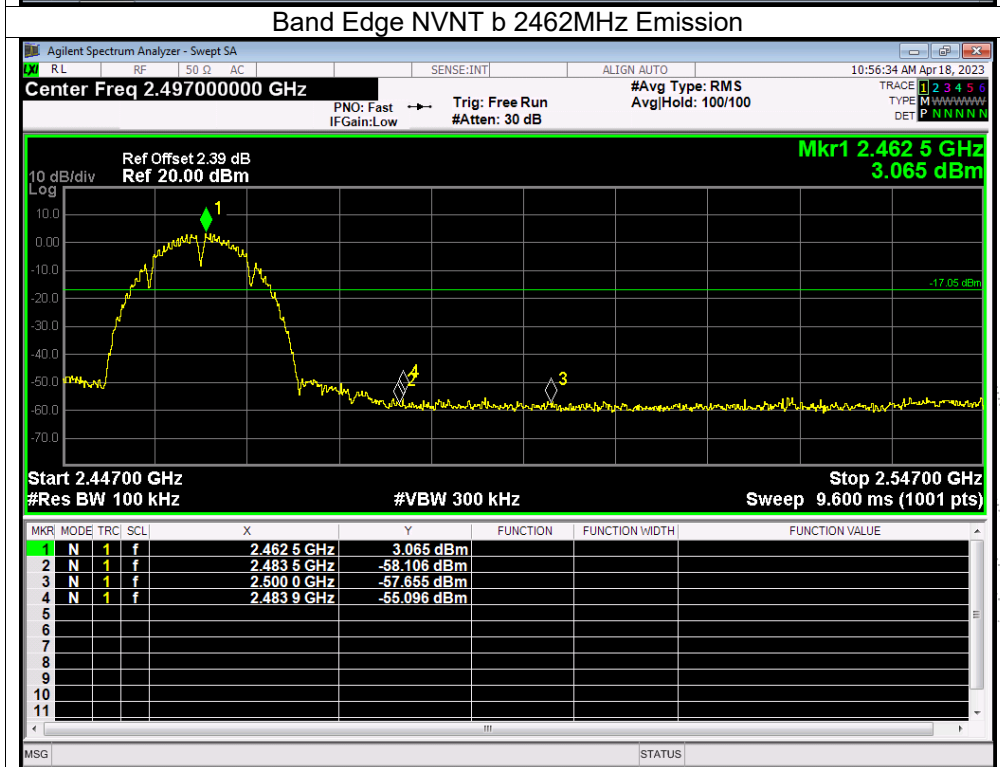 Band Edge NVNT b 2462MHz Emission
Agilent Spectrum Analyzer - Swept SA
LXI RL RF 50 Ω AC SENSE:INT ALIGN AUTO 10:56:34 AM Apr 18, 2023
Center Freq 2.497000000 GHz #Avg Type: RMS TRACE 1 2 3 4 5 6
PNO: Fast Trig: Free Run Avg|Hold: 100/100 TYPE M WWWWW
IFGain:Low #Atten: 30 dB DET P N N N N N
Mkr1 2.462 5 GHz
3.065 dBm
Ref Offset 2.39 dB
10 dB/div Ref 20.00 dBm
Log
10.0
1
0.00
-10.0
-17.05 dBm
-20.0
-30.0
-40.0
4
2
3
-50.0
-60.0
-70.0
Start 2.44700 GHz Stop 2.54700 GHz
#Res BW 100 kHz #VBW 300 kHz Sweep 9.600 ms (1001 pts)
MKR MODE TRC SCL X Y FUNCTION FUNCTION WIDTH FUNCTION VALUE
1 N 1 f 2.462 5 GHz 3.065 dBm
2 N 1 f 2.483 5 GHz -58.106 dBm
3 N 1 f 2.500 0 GHz -57.655 dBm
4 N 1 f 2.483 9 GHz -55.096 dBm
5
6
7
8
9
10
11
MSG STATUS